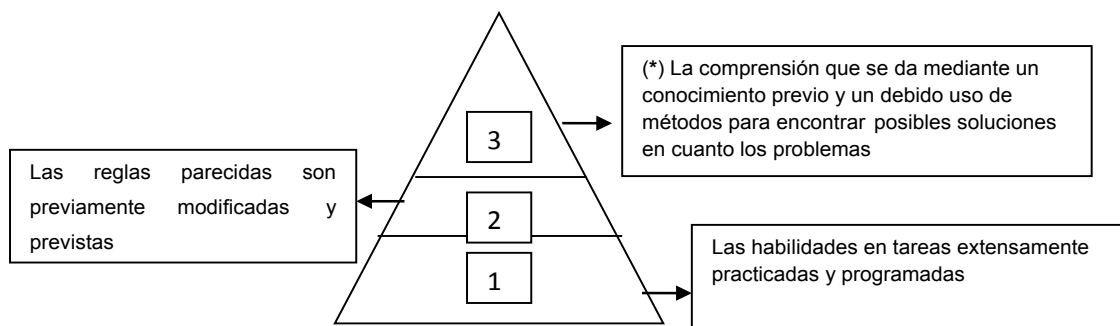 (*) La comprensión que se da mediante un
conocimiento previo y un debido uso de
métodos para encontrar posibles soluciones
en cuanto los problemas
3
Las reglas parecidas son
previamente modificadas y
previstas
2
Las habilidades en tareas extensamente
practicadas y programadas
1